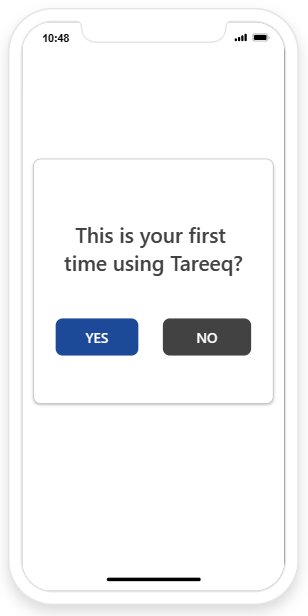 10:48
This is your first
time using Tareeq?
YES
NO